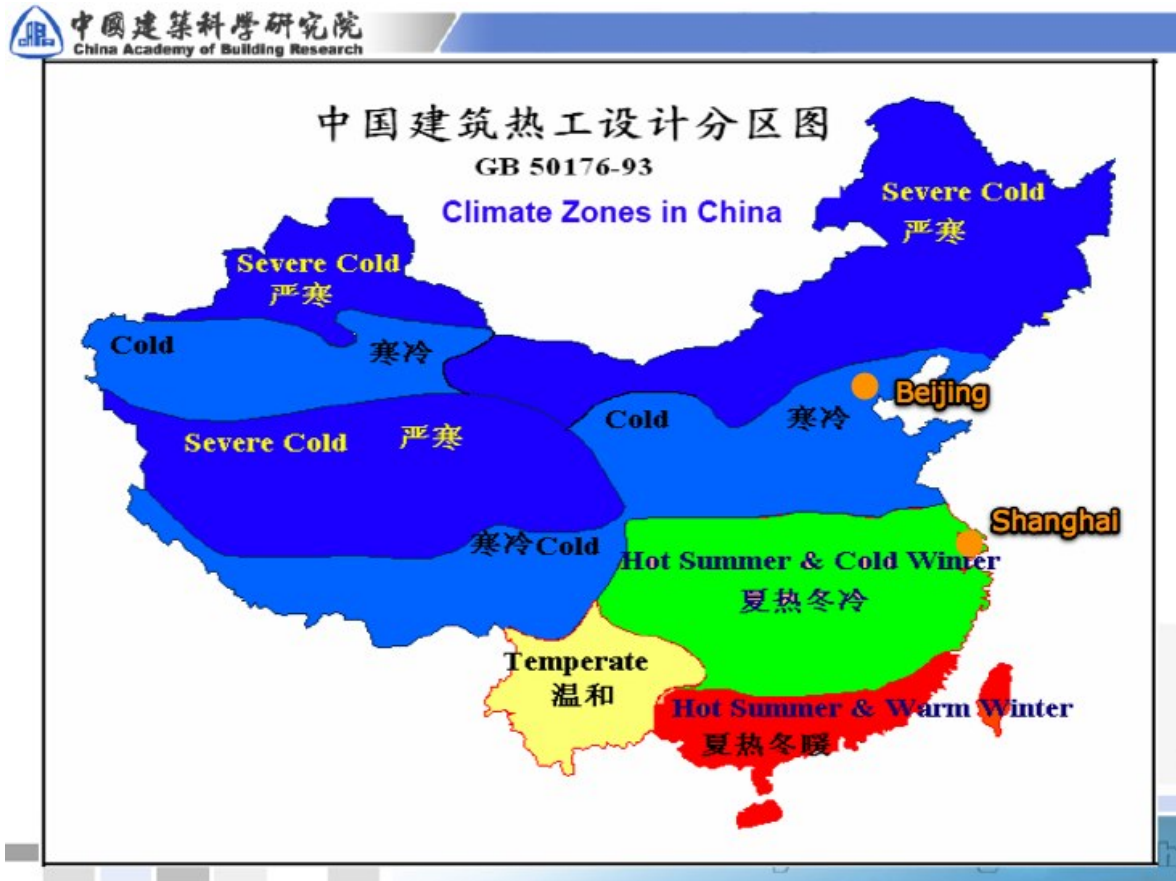 中國建築科學研究院
China Academy of Building Research
中国建筑热工设计分区图
GB 50176-93
Climate Zones in China
Severe Cold
严寒
Severe Cold
严寒
Cold
寒冷
Beijing
Cold
寒冷
Severe Cold
严寒
Shanghai
寒冷Cold
Hot Summer & Cold Winter
夏热冬冷
Temperate
温和
Hot Summer & Warm Winter
夏热冬暖